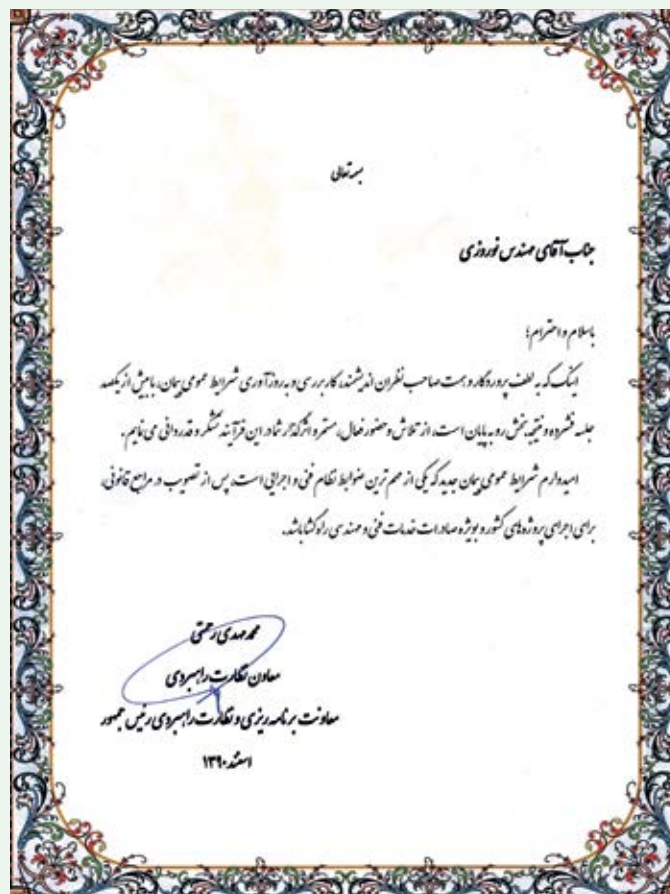 بسمه تعالی
جناب آقای مهندس نوروزی
باسلام و احترام؛
اینک که به لطف پروردگار و همت صاحب نظران اندیشمند، کار بررسی و به روزآوری شرایط عمومی پیمان، با بیش از یکصد
جلسه فشرده و نتیجه بخش رو به پایان است، از تلاش و حضور فعال، مستمر و اثرگذار شما در این فرآیند تشکر و قدردانی می نمایم.
امیدوارم شرایط عمومی پیمان جدید که یکی از مهم ترین ضوابط نظام فنی و اجرایی است، پس از تصویب در مراجع قانونی،
برای اجرای پروژه های کشور و بویژه صادرات خدمات فنی و مهندسی راه گشا باشد.
محمد مهدی رحمتی
معاون نظارت راهبردی
معاونت برنامه ریزی و نظارت راهبردی رئیس جمهور
اسفند ۱۳۹۰